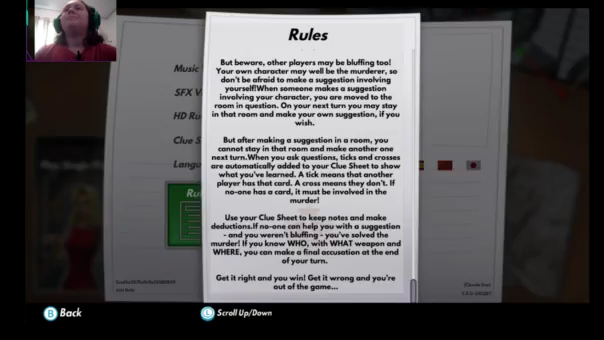 Rules
But beware, other players may be bluffing too!
Your own character may well be the murderer, so
don't be afraid to make a suggestion involving
yourself!When someone makes a suggestion
involving your character, you are moved to the
room in question. On your next turn you may stay
in that room and make your own suggestion, if you
wish.
But after making a suggestion in a room, you
cannot stay in that room and make another one
next turn.When you ask questions, ticks and crosses
are automatically added to your Clue Sheet to show
what you've learned. A tick means that another
player has that card. A cross means they don't. If
no-one has a card, it must be involved in the
murder!
Use your Clue Sheet to keep notes and make
deductions.If no-one can help you with a suggestion
- and you weren't bluffing - you've solved the
murder! If you know WHO, with WHAT weapon and
WHERE, you can make a final accusation at the end
of your turn.
Get it right and you win! Get it wrong and you're
out of the game...
Music
SFX V
HD Ru
Clue S
Langu
Ru
B Back
L Scroll Up/Down